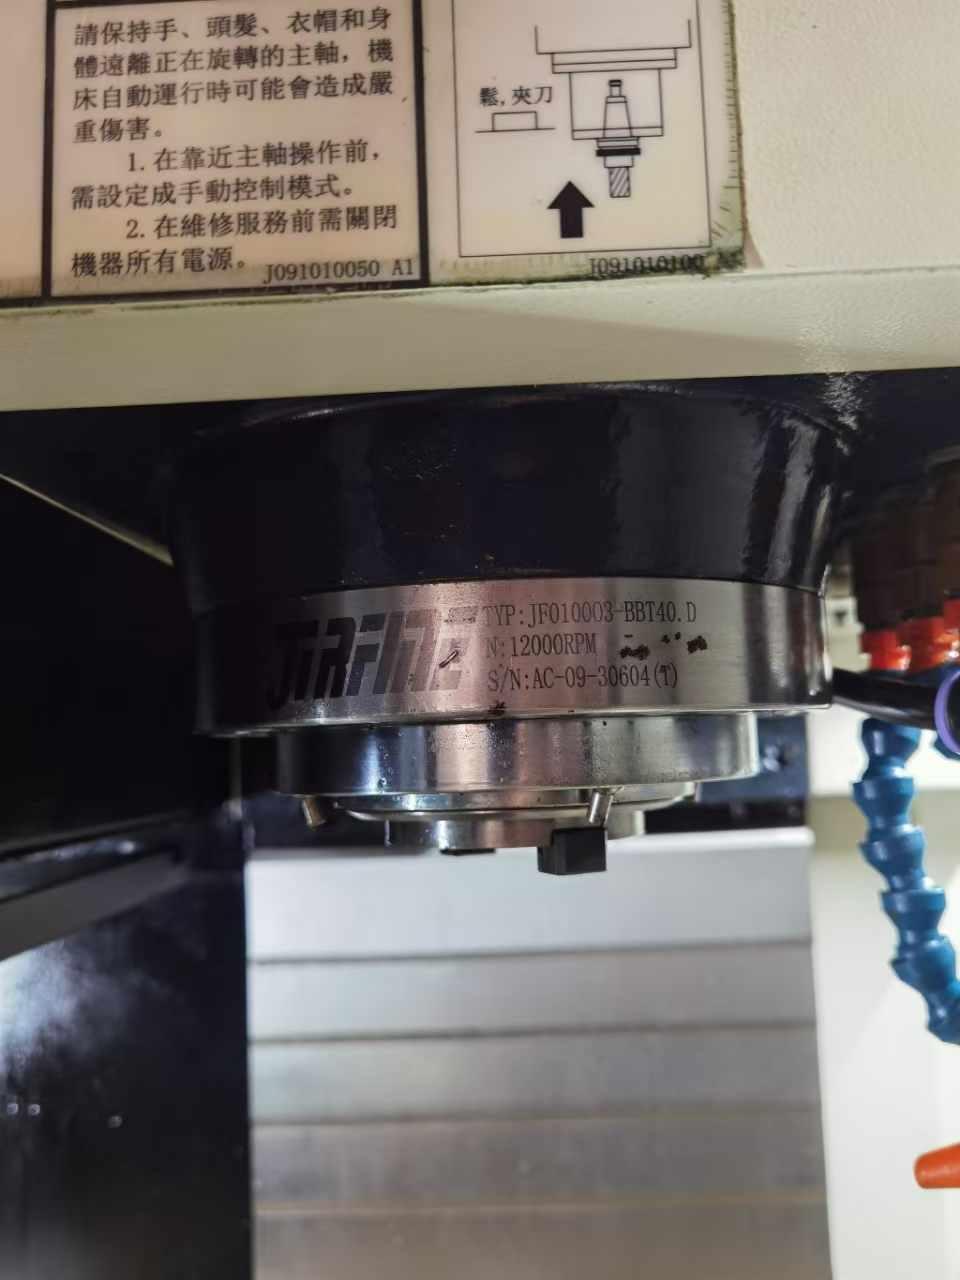 請保持手、頭髮、衣帽和身
體遠離正在旋轉的主軸，機
床自動運行時可能會造成嚴
重傷害。
1.在靠近主軸操作前，
需設定成手動控制模式。
2.在維修服務前需關閉
機器所有電源。
J091010050 A1
鬆,夾刀
J091010100
JIRFINE
TYP:JF010003-BBT40.D
N:12000RPM
S/N:AC-09-30604(T)